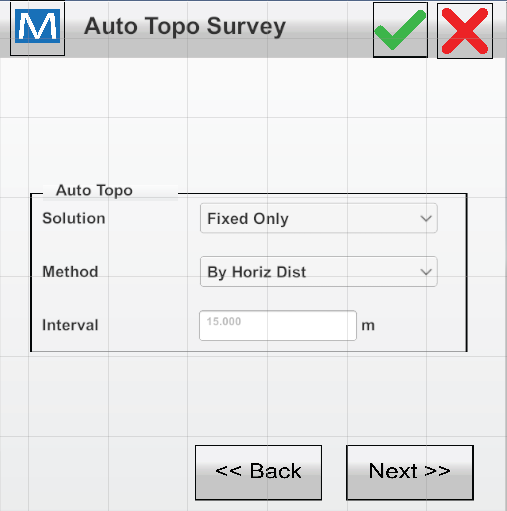 M Auto Topo Survey
Auto Topo
Solution Fixed Only
Method By Horiz Dist
Interval 15.000 m
<< Back Next >>